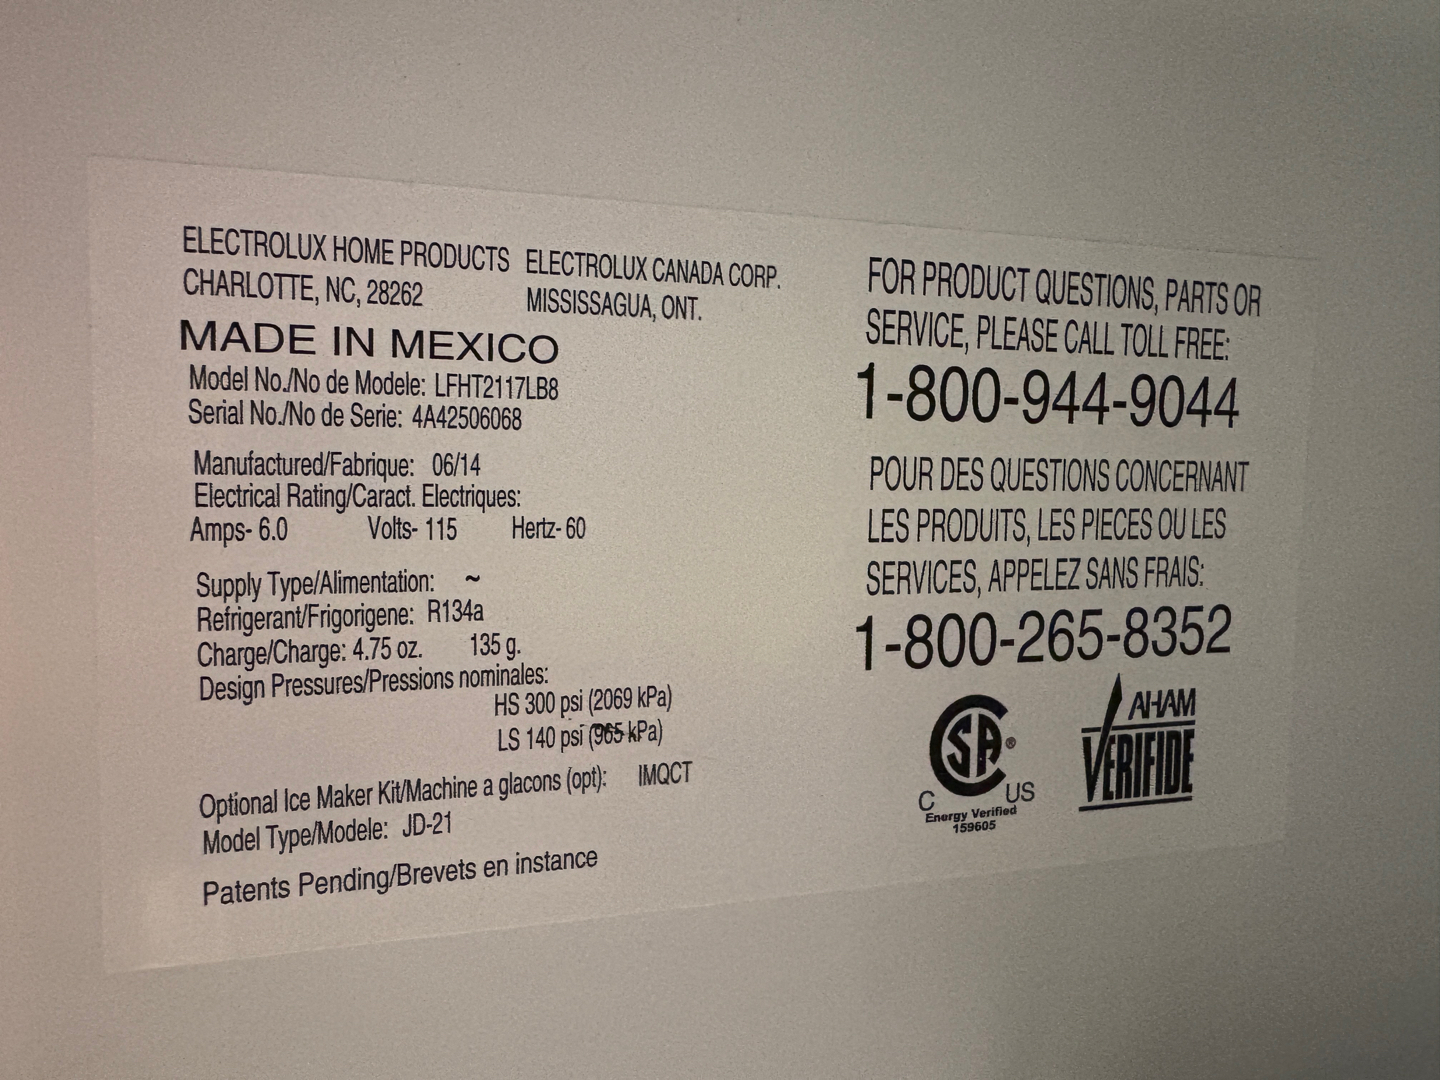 ELECTROLUX HOME PRODUCTS ELECTROLUX CANADA CORP.
CHARLOTTE, NC, 28262 MISSISSAGUA, ONT.
MADE IN MEXICO
Model No./No de Modele: LFHT2117LB8
Serial No./No de Serie: 4A42506068
Manufactured/Fabrique: 06/14
Electrical Rating/Caract. Electriques:
Amps- 6.0 Volts- 115 Hertz- 60
Supply Type/Alimentation: ~
Refrigerant/Frigorigene: R134a
Charge/Charge: 4.75 oz. 135 g.
Design Pressures/Pressions nominales:
HS 300 psi (2069 kPa)
LS 140 psi (965 kPa)
Optional Ice Maker Kit/Machine a glacons (opt): IMQCT
Model Type/Modele: JD-21
Patents Pending/Brevets en instance
FOR PRODUCT QUESTIONS, PARTS OR
SERVICE, PLEASE CALL TOLL FREE:
1-800-944-9044
POUR DES QUESTIONS CONCERNANT
LES PRODUITS, LES PIECES OU LES
SERVICES, APPELEZ SANS FRAIS:
1-800-265-8352
CSA ®
C US
Energy Verified
159605
AHAM
VERIFIDE